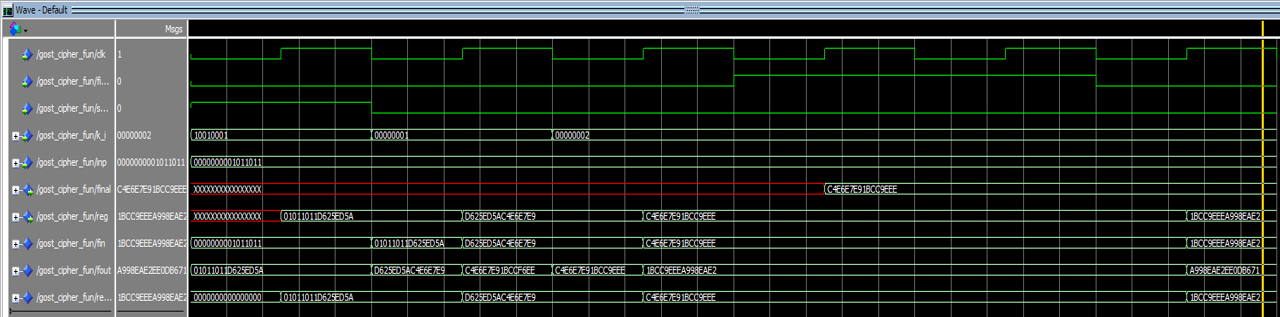 Wave - Default
Msgs
/gost_cipher_fun/clk 1
/gost_cipher_fun/fi... 0
/gost_cipher_fun/s... 0
/gost_cipher_fun/k_i 00000002 10010001 00000001 00000002
/gost_cipher_fun/inp 0000000001011011 0000000001011011
/gost_cipher_fun/final C4E6E7E91BCC9EEE XXXXXXXXXXXXXXXX C4E6E7E91BCC9EEE
/gost_cipher_fun/reg 1BCC9EEEA998EAE2 XXXXXXXXXXXXXXXX 01011011D625ED5A D625ED5AC4E6E7E9 C4E6E7E91BCC9EEE 1BCC9EEEA998EAE2
/gost_cipher_fun/fin 1BCC9EEEA998EAE2 0000000001011011 01011011D625ED5A D625ED5AC4E6E7E9 C4E6E7E91BCC9EEE 1BCC9EEEA998EAE2
/gost_cipher_fun/fout A998EAE2EE0DB671 01011011D625ED5A D625ED5AC4E6E7E9 C4E6E7E91BCCF6EE C4E6E7E91BCC9EEE 1BCC9EEEA998EAE2 A998EAE2EE0DB671
/gost_cipher_fun/re... 1BCC9EEEA998EAE2 0000000000000000 01011011D625ED5A D625ED5AC4E6E7E9 C4E6E7E91BCC9EEE 1BCC9EEEA998EAE2